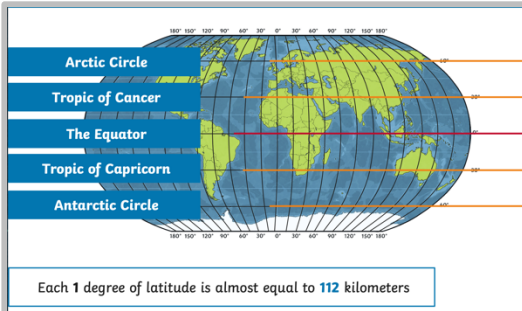 180° 150° 120° 90° 60° 30° 0° 30° 60° 90° 120° 150° 180°
Arctic Circle
Tropic of Cancer
The Equator
Tropic of Capricorn
Antarctic Circle
180° 150° 120° 90° 60° 30° 0° 30° 60° 90° 120° 150° 180°
Each 1 degree of latitude is almost equal to 112 kilometers